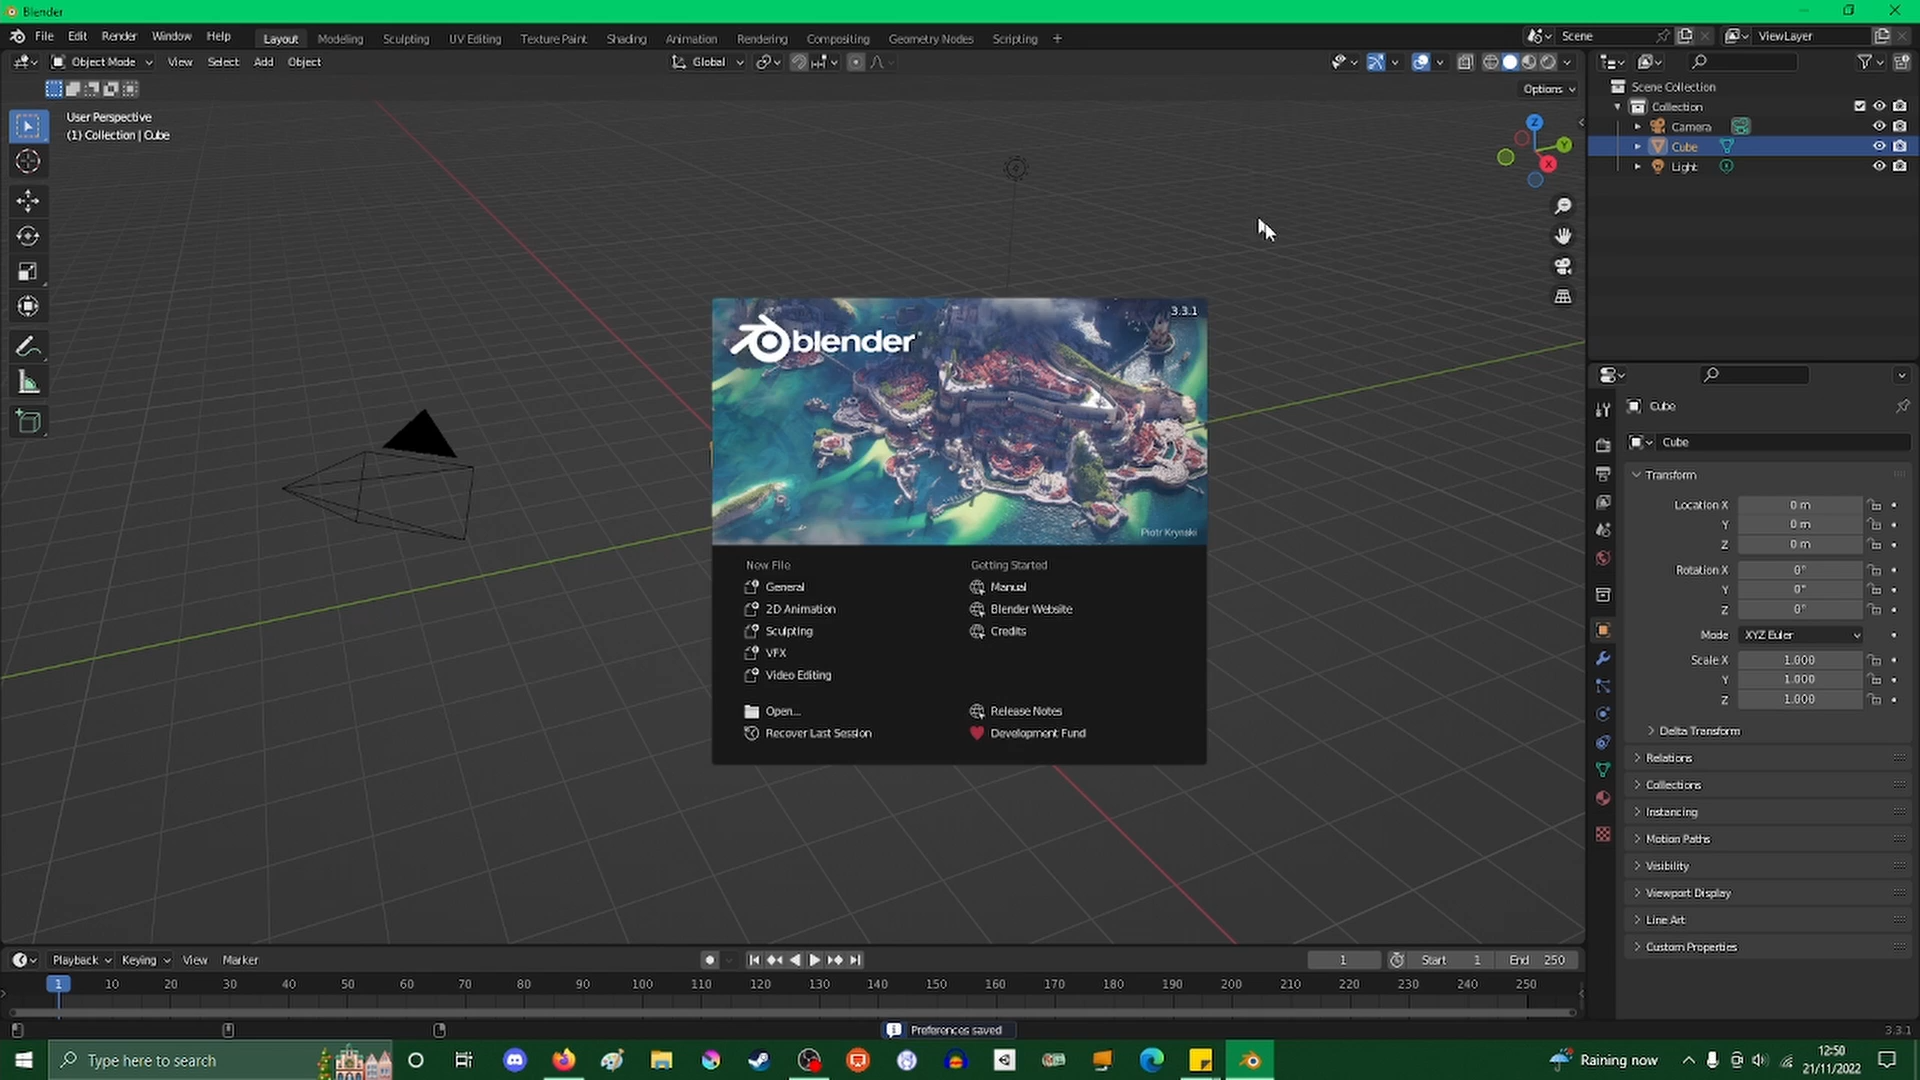 Blender
File Edit Render Window Help Layout Modeling Sculpting UV Editing Texture Paint Shading Animation Rendering Compositing Geometry Nodes Scripting +
Scene
ViewLayer
Object Mode View Select Add Object
Global
Options
User Perspective
(1) Collection | Cube
Z
Y
X
Scene Collection
Collection
Camera
Cube
Light
3.3.1
blender
Piotr Krynski
New File
General
2D Animation
Sculpting
VFX
Video Editing
Open...
Recover Last Session
Getting Started
Manual
Blender Website
Credits
Release Notes
Development Fund
Cube
Cube
Transform
Location X 0 m
Y 0 m
Z 0 m
Rotation X 0°
Y 0°
Z 0°
Mode XYZ Euler
Scale X 1.000
Y 1.000
Z 1.000
Delta Transform
Relations
Collections
Instancing
Motion Paths
Visibility
Viewport Display
Line Art
Custom Properties
Playback Keying View Marker
1
Start 1
End 250
1 10 20 30 40 50 60 70 80 90 100 110 120 130 140 150 160 170 180 190 200 210 220 230 240 250
Preferences saved
3.3.1
Type here to search
Raining now
12:50
21/11/2022